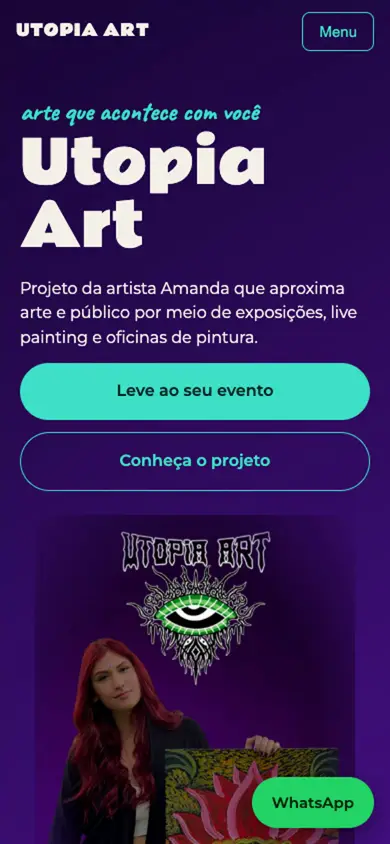 UTOPIA ART
Menu
arte que acontece com você
Utopia
Art
Projeto da artista Amanda que aproxima
arte e público por meio de exposições, live
painting e oficinas de pintura.
Leve ao seu evento
Conheça o projeto
UTOPIA ART
WhatsApp